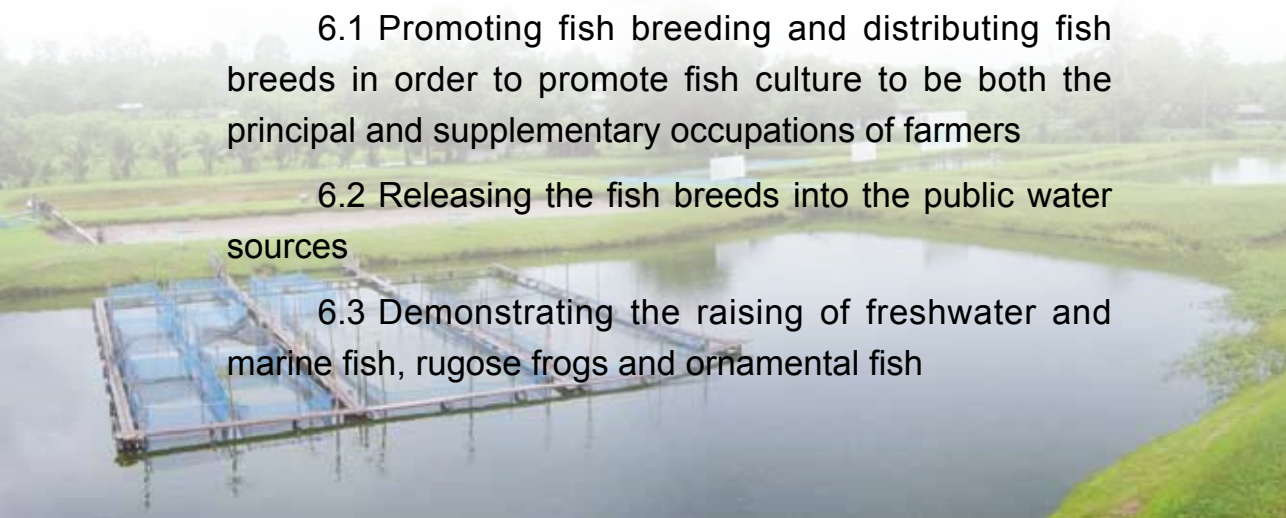 6.1 Promoting fish breeding and distributing fish
breeds in order to promote fish culture to be both the
principal and supplementary occupations of farmers
6.2 Releasing the fish breeds into the public water
sources
6.3 Demonstrating the raising of freshwater and
marine fish, rugose frogs and ornamental fish